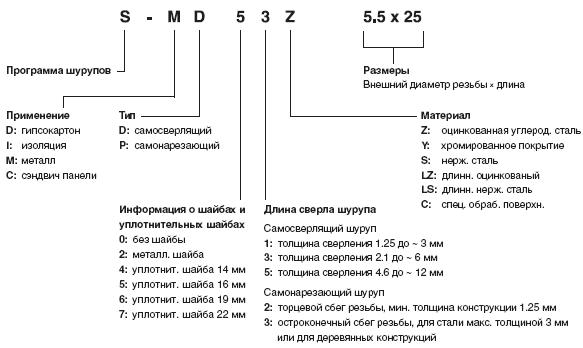 S - M D 5 3 Z 5.5 x 25
Программа шурупов
Размеры
Внешний диаметр резьбы × длина
Применение
D: гипсокартон
I: изоляция
M: металл
C: сэндвич панели
Тип
D: самосверлящий
P: самонарезающий
Материал
Z: оцинкованная углерод. сталь
Y: хромированное покрытие
S: нерж. сталь
LZ: длинн. оцинкованый
LS: длинн. нерж. сталь
C: спец. обраб. поверхн.
Информация о шайбах и
уплотнительных шайбах
0: без шайбы
2: металл. шайба
4: уплотнит. шайба 14 мм
5: уплотнит. шайба 16 мм
6: уплотнит. шайба 19 мм
7: уплотнит. шайба 22 мм
Длина сверла шурупа
Самосверлящий шуруп
1: толщина сверления 1.25 до ~ 3 мм
3: толщина сверления 2.1 до ~ 6 мм
5: толщина сверления 4.6 до ~ 12 мм
Самонарезающий шуруп
2: торцевой сбег резьбы, мин. толщина конструкции 1.25 мм
3: остроконечный сбег резьбы, для стали макс. толщиной 3 мм
или для деревянных конструкций